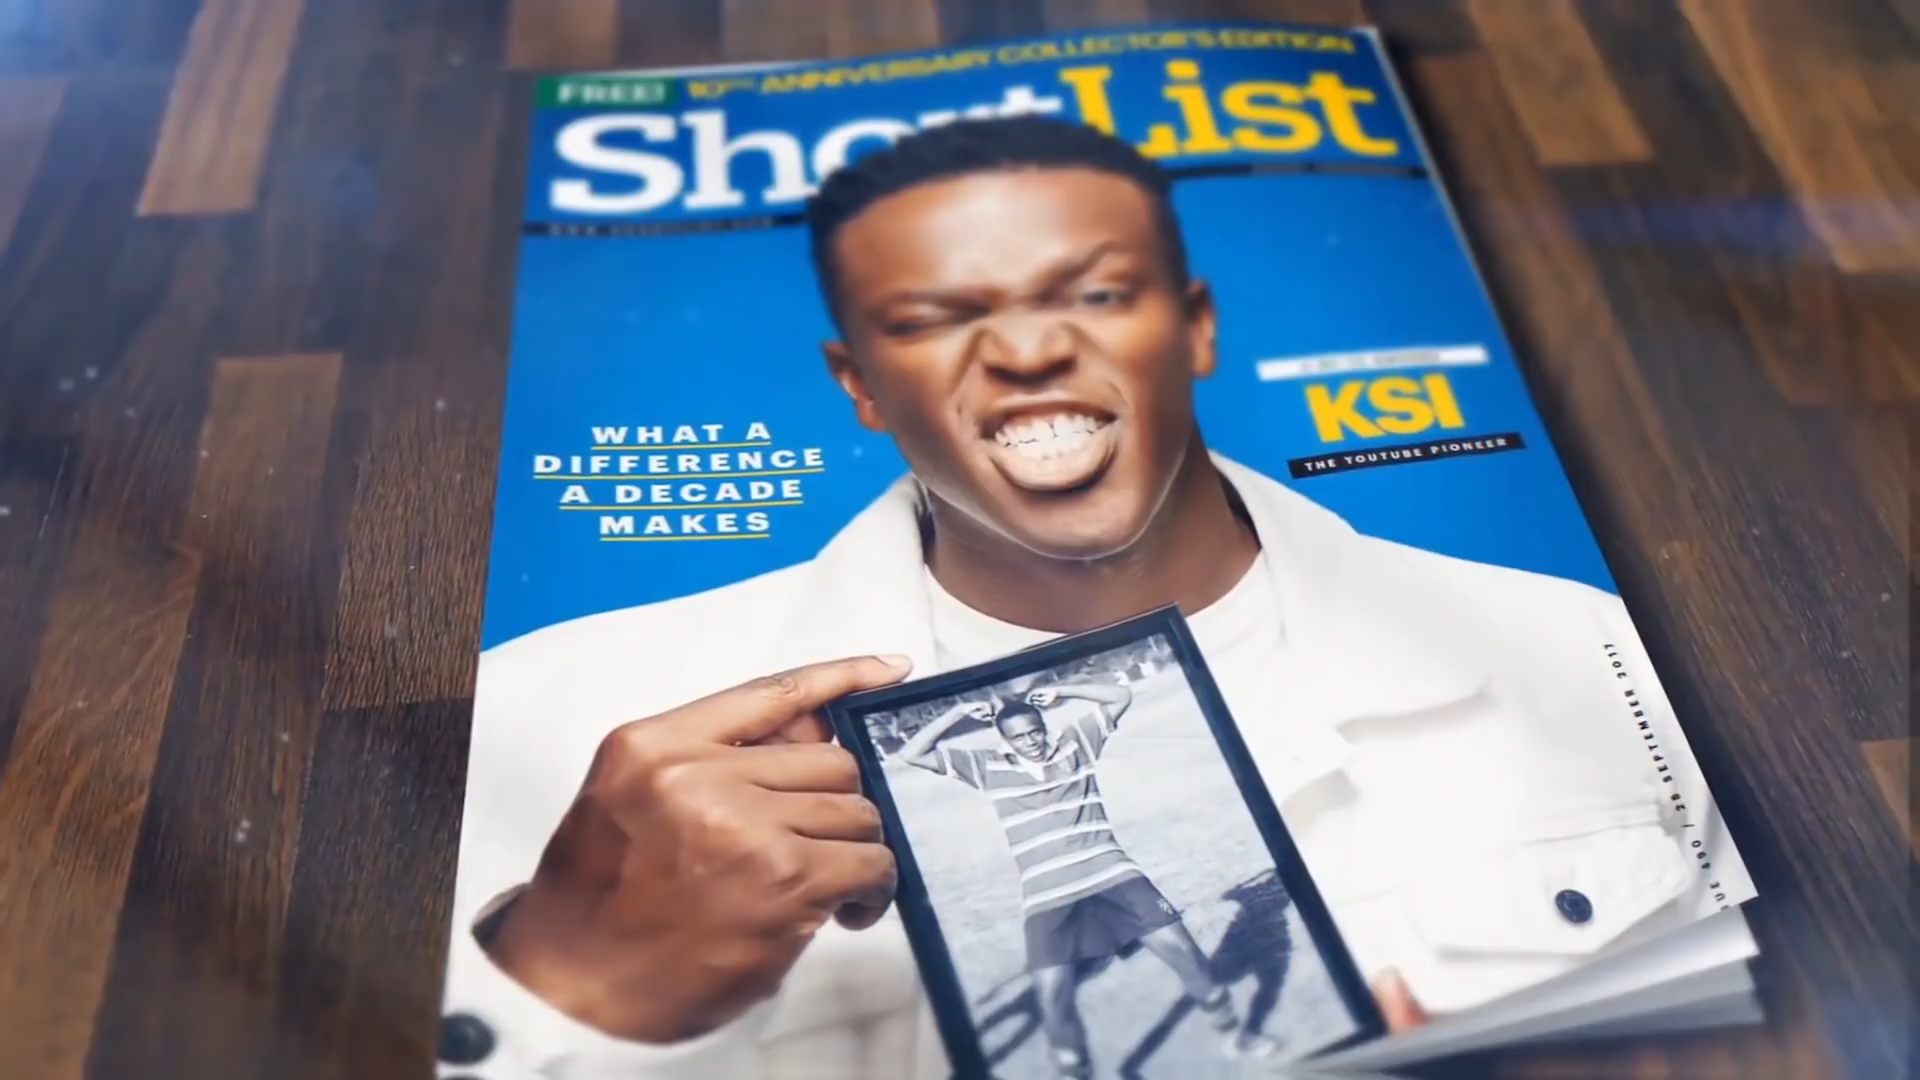 FREE! 10TH ANNIVERSARY COLLECTOR'S EDITION
ShortList
WHAT A
DIFFERENCE
A DECADE
MAKES
KSI
THE YOUTUBE PIONEER
28 SEPTEMBER 2017